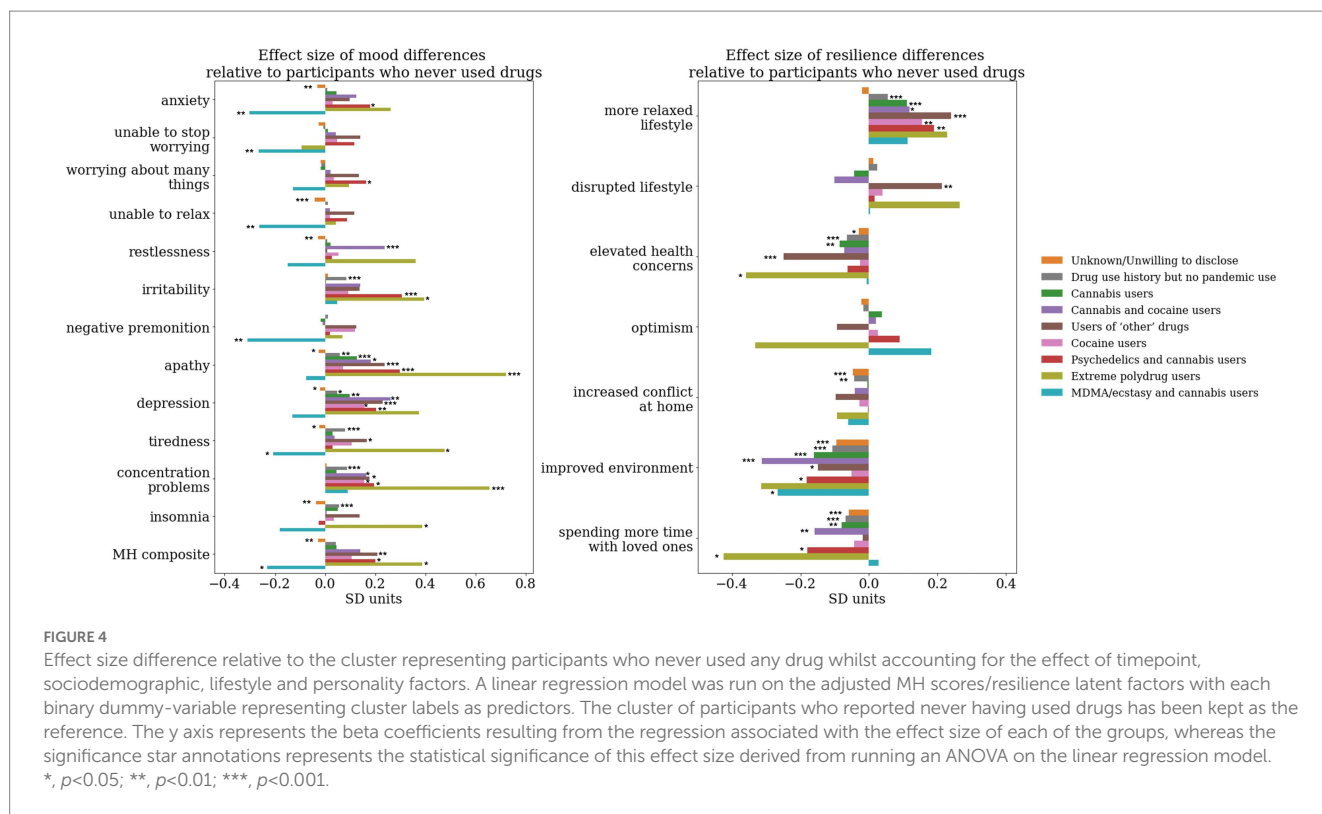 Effect size of mood differences
relative to participants who never used drugs
anxiety
**
*
**
unable to stop
worrying
**
worrying about many
things
*
unable to relax
***
**
restlessness
**
***
irritability
***
***
*
negative premonition
**
apathy
*
**
***
*
***
***
***
depression
*
*
**
**
***
*
**
tiredness
*
***
*
*
*
concentration
problems
***
*
*
*
*
***
insomnia
**
***
*
MH composite
**
**
*
*
*
−0.4 0.0 0.4 0.8
SD units
Effect size of resilience differences
relative to participants who never used drugs
more relaxed
lifestyle
***
***
*
***
**
**
disrupted lifestyle
**
elevated health
concerns
*
***
**
***
*
optimism
increased conflict
at home
***
**
improved environment
***
***
***
***
*
*
*
spending more time
with loved ones
***
***
**
**
*
*
−0.4 0.0 0.2 0.4
SD units
Unknown/Unwilling to disclose
Drug use history but no pandemic use
Cannabis users
Cannabis and cocaine users
Users of ‘other’ drugs
Cocaine users
Psychedelics and cannabis users
Extreme polydrug users
MDMA/ecstasy and cannabis users
FIGURE 4
Effect size difference relative to the cluster representing participants who never used any drug whilst accounting for the effect of timepoint,
sociodemographic, lifestyle and personality factors. A linear regression model was run on the adjusted MH scores/resilience latent factors with each
binary dummy-variable representing cluster labels as predictors. The cluster of participants who reported never having used drugs has been kept as the
reference. The y axis represents the beta coefficients resulting from the regression associated with the effect size of each of the groups, whereas the
significance star annotations represents the statistical significance of this effect size derived from running an ANOVA on the linear regression model.
*, p<0.05; **, p<0.01; ***, p<0.001.